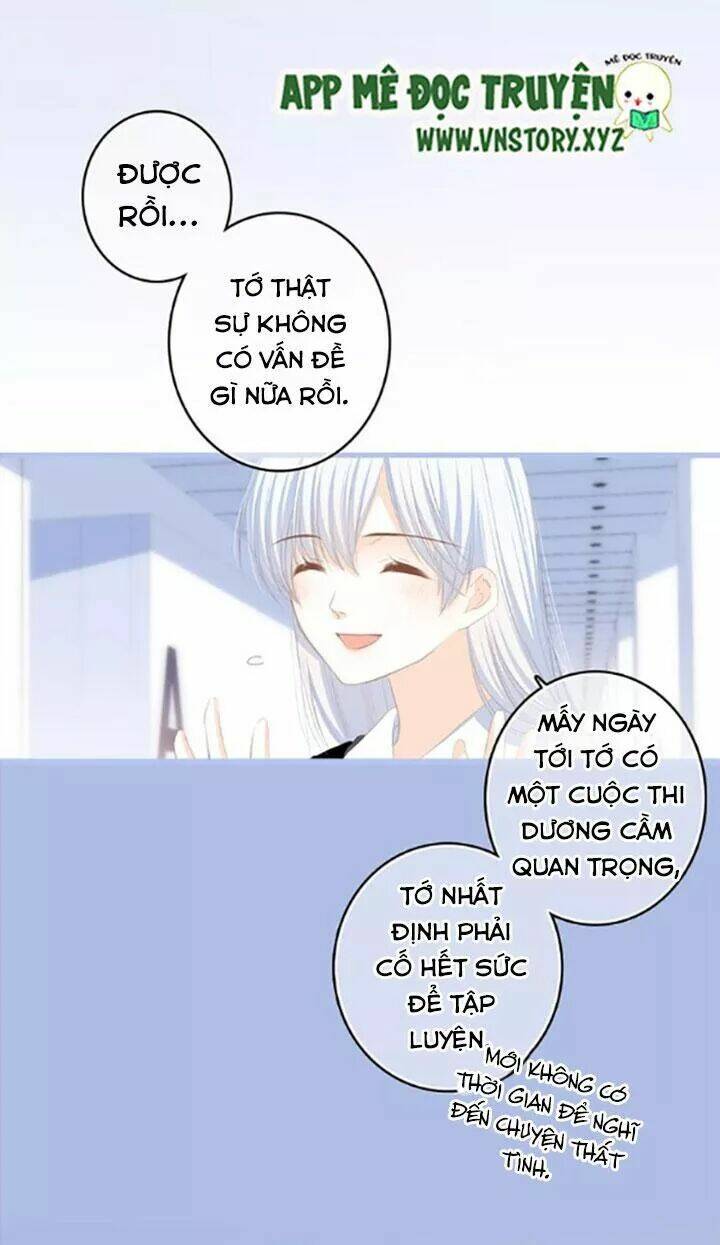 MÊ ĐỌC TRUYỆN
APP MÊ ĐỌC TRUYỆN
WWW.VNSTORY.XYZ
ĐƯỢC
RỒI...
TỚ THẬT
SỰ KHÔNG
CÓ VẤN ĐỀ
GÌ NỮA RỒI.
MẤY NGÀY
TỚI TỚ CÓ
MỘT CUỘC THI
DƯƠNG CẦM
QUAN TRỌNG,
TỚ NHẤT
ĐỊNH PHẢI
CỐ HẾT SỨC
ĐỂ TẬP
LUYỆN
MỚI KHÔNG CÓ
THỜI GIAN ĐỂ NGHĨ
ĐẾN CHUYỆN THẤT
TÌNH.